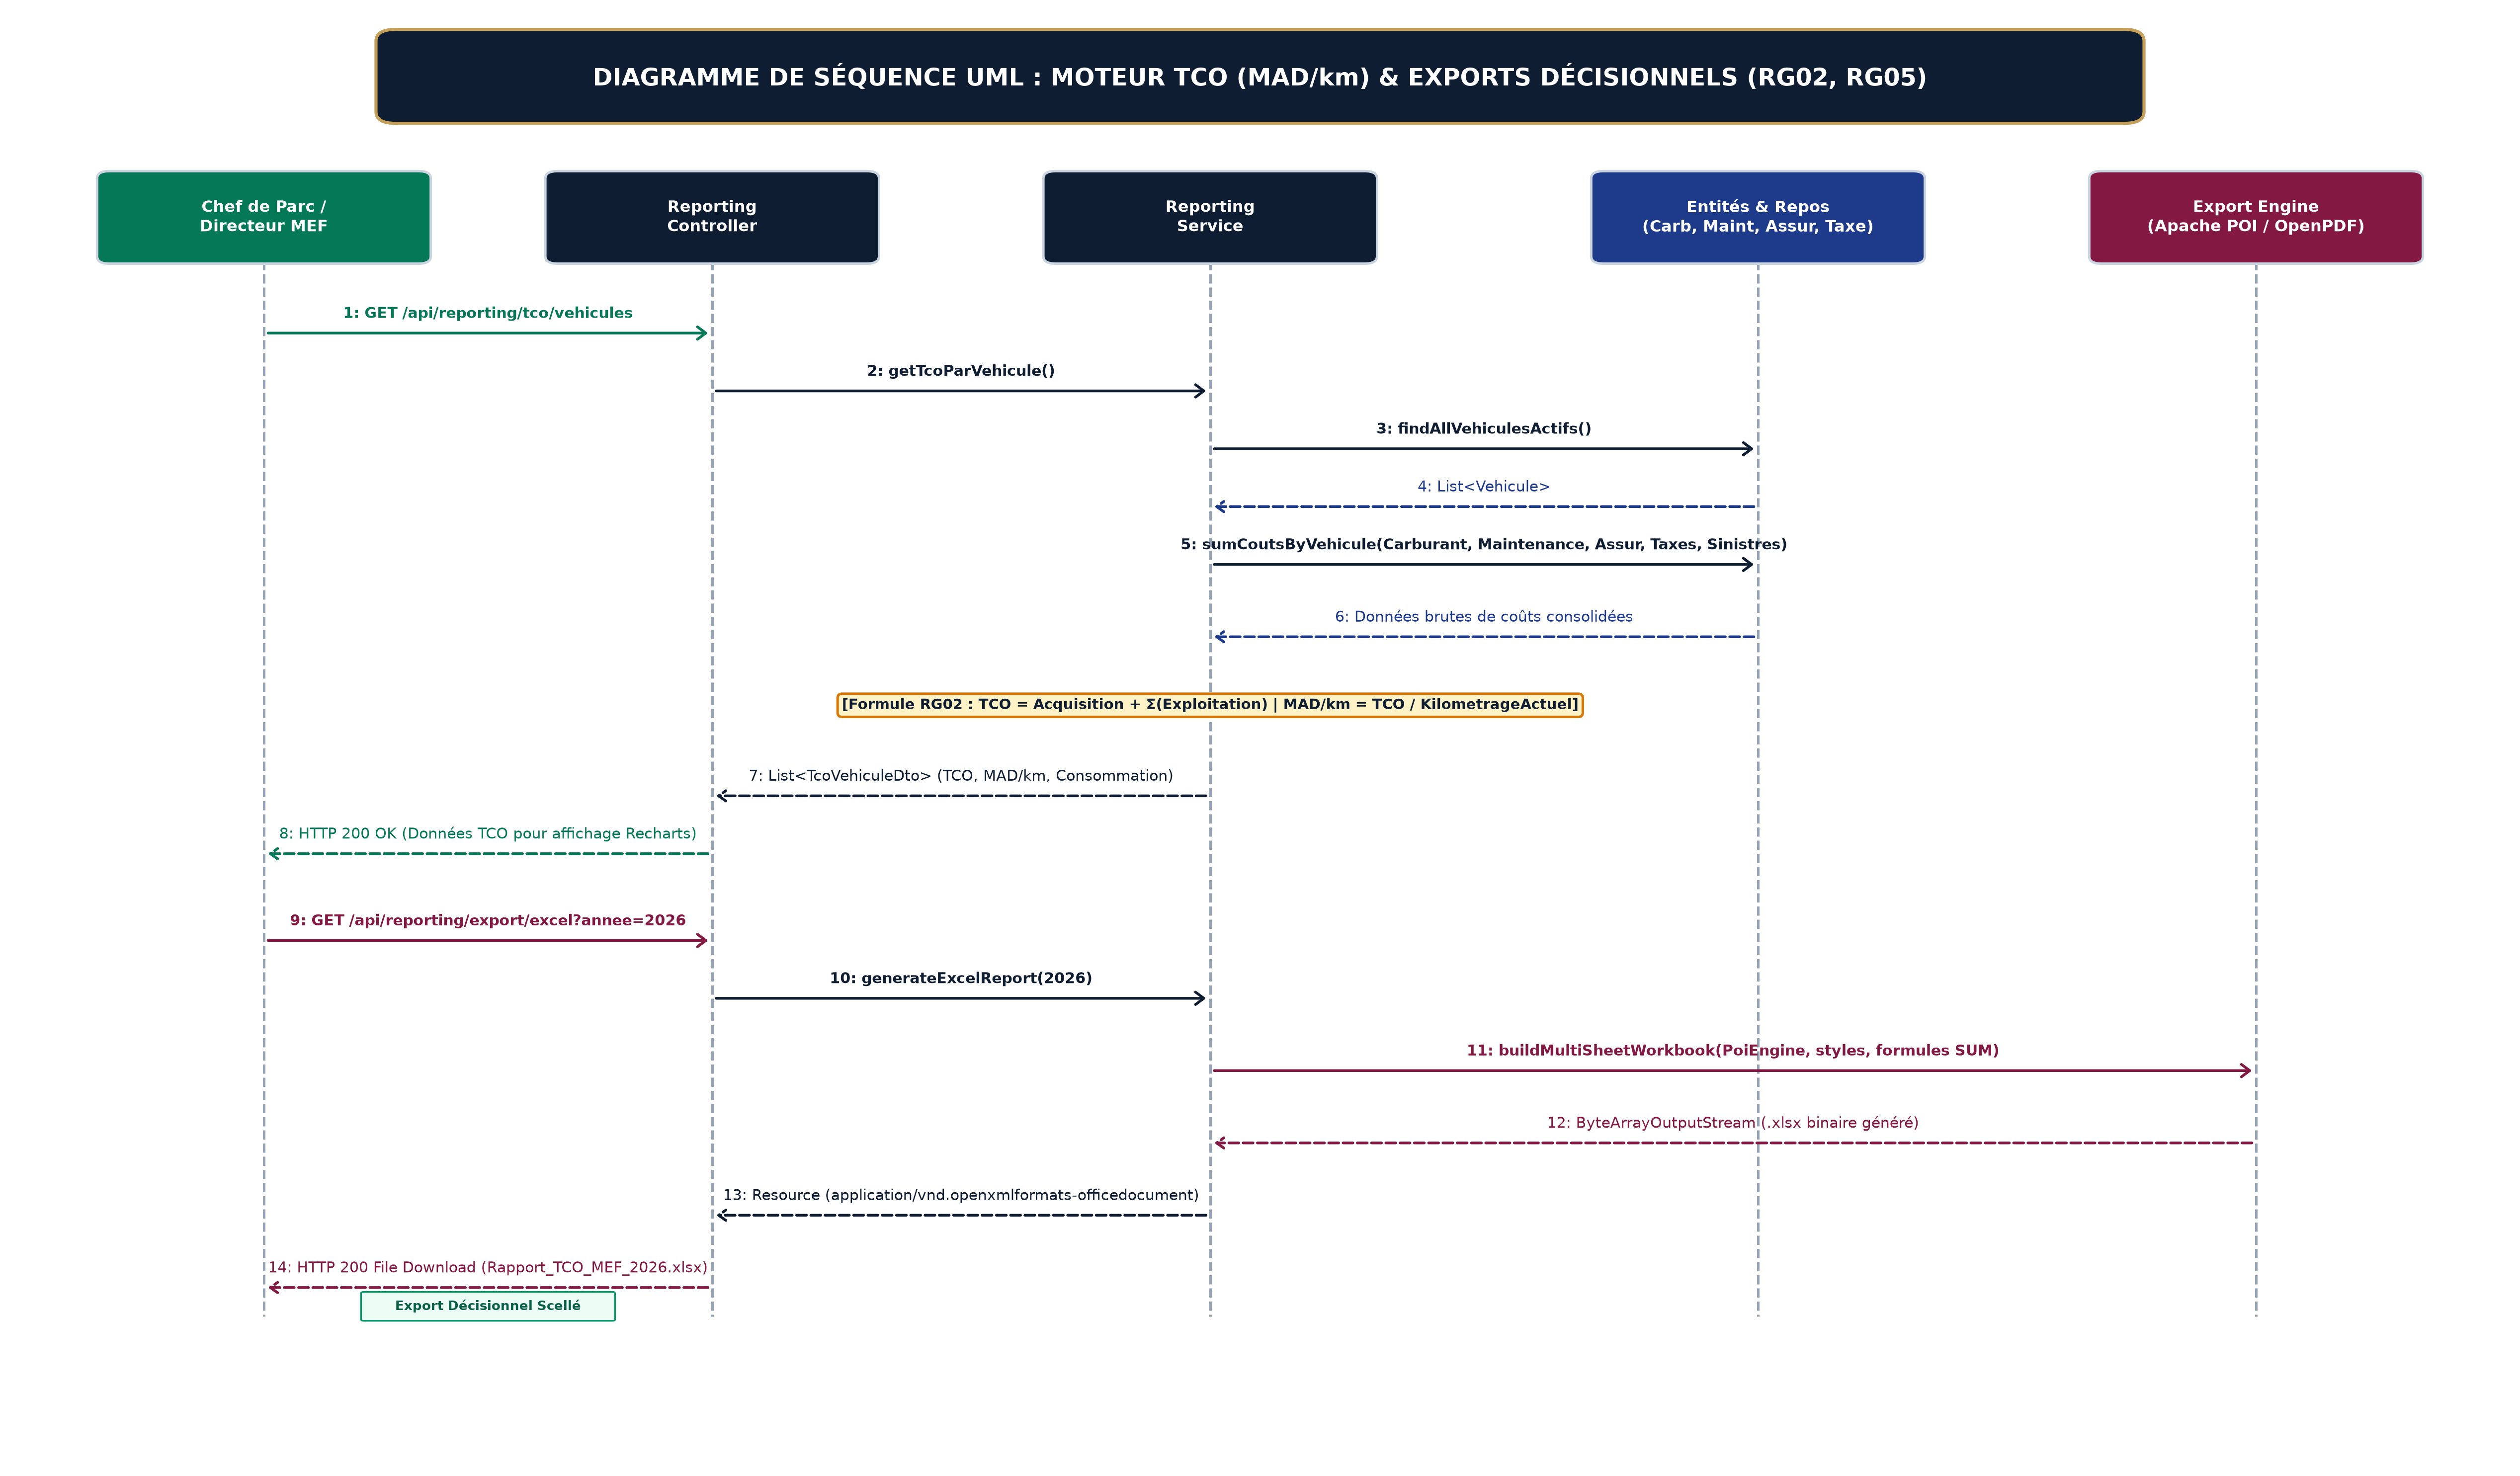 DIAGRAMME DE SÉQUENCE UML : MOTEUR TCO (MAD/km) & EXPORTS DÉCISIONNELS (RG02, RG05)
Chef de Parc /
Directeur MEF
Reporting
Controller
Reporting
Service
Entités & Repos
(Carb, Maint, Assur, Taxe)
Export Engine
(Apache POI / OpenPDF)
1: GET /api/reporting/tco/vehicules
2: getTcoParVehicule()
3: findAllVehiculesActifs()
4: List<Vehicule>
5: sumCoutsByVehicule(Carburant, Maintenance, Assur, Taxes, Sinistres)
6: Données brutes de coûts consolidées
[Formule RG02 : TCO = Acquisition + Σ(Exploitation) | MAD/km = TCO / KilometrageActuel]
7: List<TcoVehiculeDto> (TCO, MAD/km, Consommation)
8: HTTP 200 OK (Données TCO pour affichage Recharts)
9: GET /api/reporting/export/excel?annee=2026
10: generateExcelReport(2026)
11: buildMultiSheetWorkbook(PoiEngine, styles, formules SUM)
12: ByteArrayOutputStream (.xlsx binaire généré)
13: Resource (application/vnd.openxmlformats-officedocument)
14: HTTP 200 File Download (Rapport_TCO_MEF_2026.xlsx)
Export Décisionnel Scellé